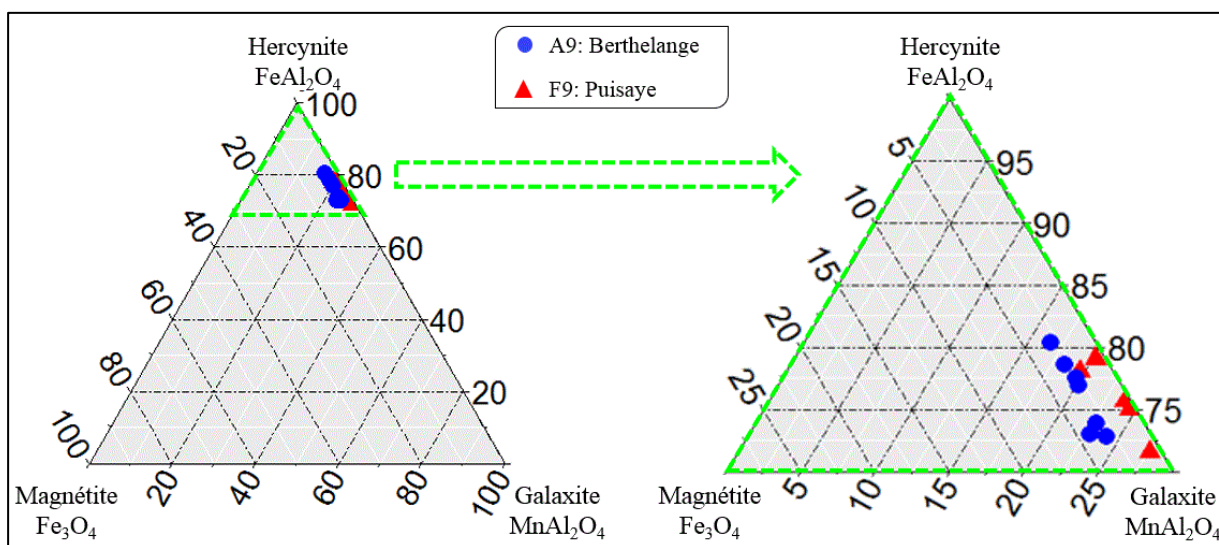 A9: Berthelange
F9: Puisaye
Hercynite
FeAl₂O₄
100
80
60
40
20
20
40
60
80
100
20
40
60
80
100
Magnétite
Fe₃O₄
Galaxite
MnAl₂O₄
Hercynite
FeAl₂O₄
95
90
85
80
75
5
10
15
20
25
5
10
15
20
25
Magnétite
Fe₃O₄
Galaxite
MnAl₂O₄